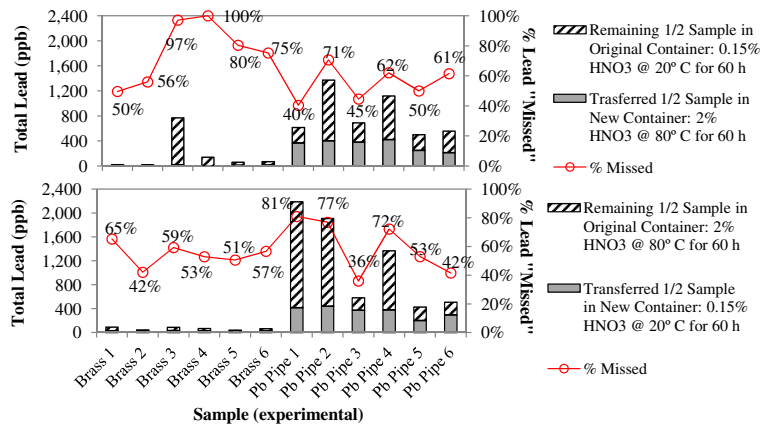 2,400
2,000
1,600
1,200
800
400
0
Total Lead (ppb)
50%
56%
97%
100%
80%
75%
40%
71%
45%
62%
50%
61%
100%
80%
60%
40%
20%
0%
% Lead "Missed"
Remaining 1/2 Sample in
Original Container: 0.15%
HNO3 @ 20º C for 60 h
Trasferred 1/2 Sample in
New Container: 2%
HNO3 @ 80º C for 60 h
% Missed
2,400
2,000
1,600
1,200
800
400
0
Total Lead (ppb)
65%
42%
59%
53%
51%
57%
81%
77%
36%
72%
53%
42%
100%
80%
60%
40%
20%
0%
% Lead "Missed"
Remaining 1/2 Sample in
Original Container: 2%
HNO3 @ 80º C for 60 h
Transferred 1/2 Sample
in New Container: 0.15%
HNO3 @ 20º C for 60 h
% Missed
Brass 1
Brass 2
Brass 3
Brass 4
Brass 5
Brass 6
Pb Pipe 1
Pb Pipe 2
Pb Pipe 3
Pb Pipe 4
Pb Pipe 5
Pb Pipe 6
Sample (experimental)